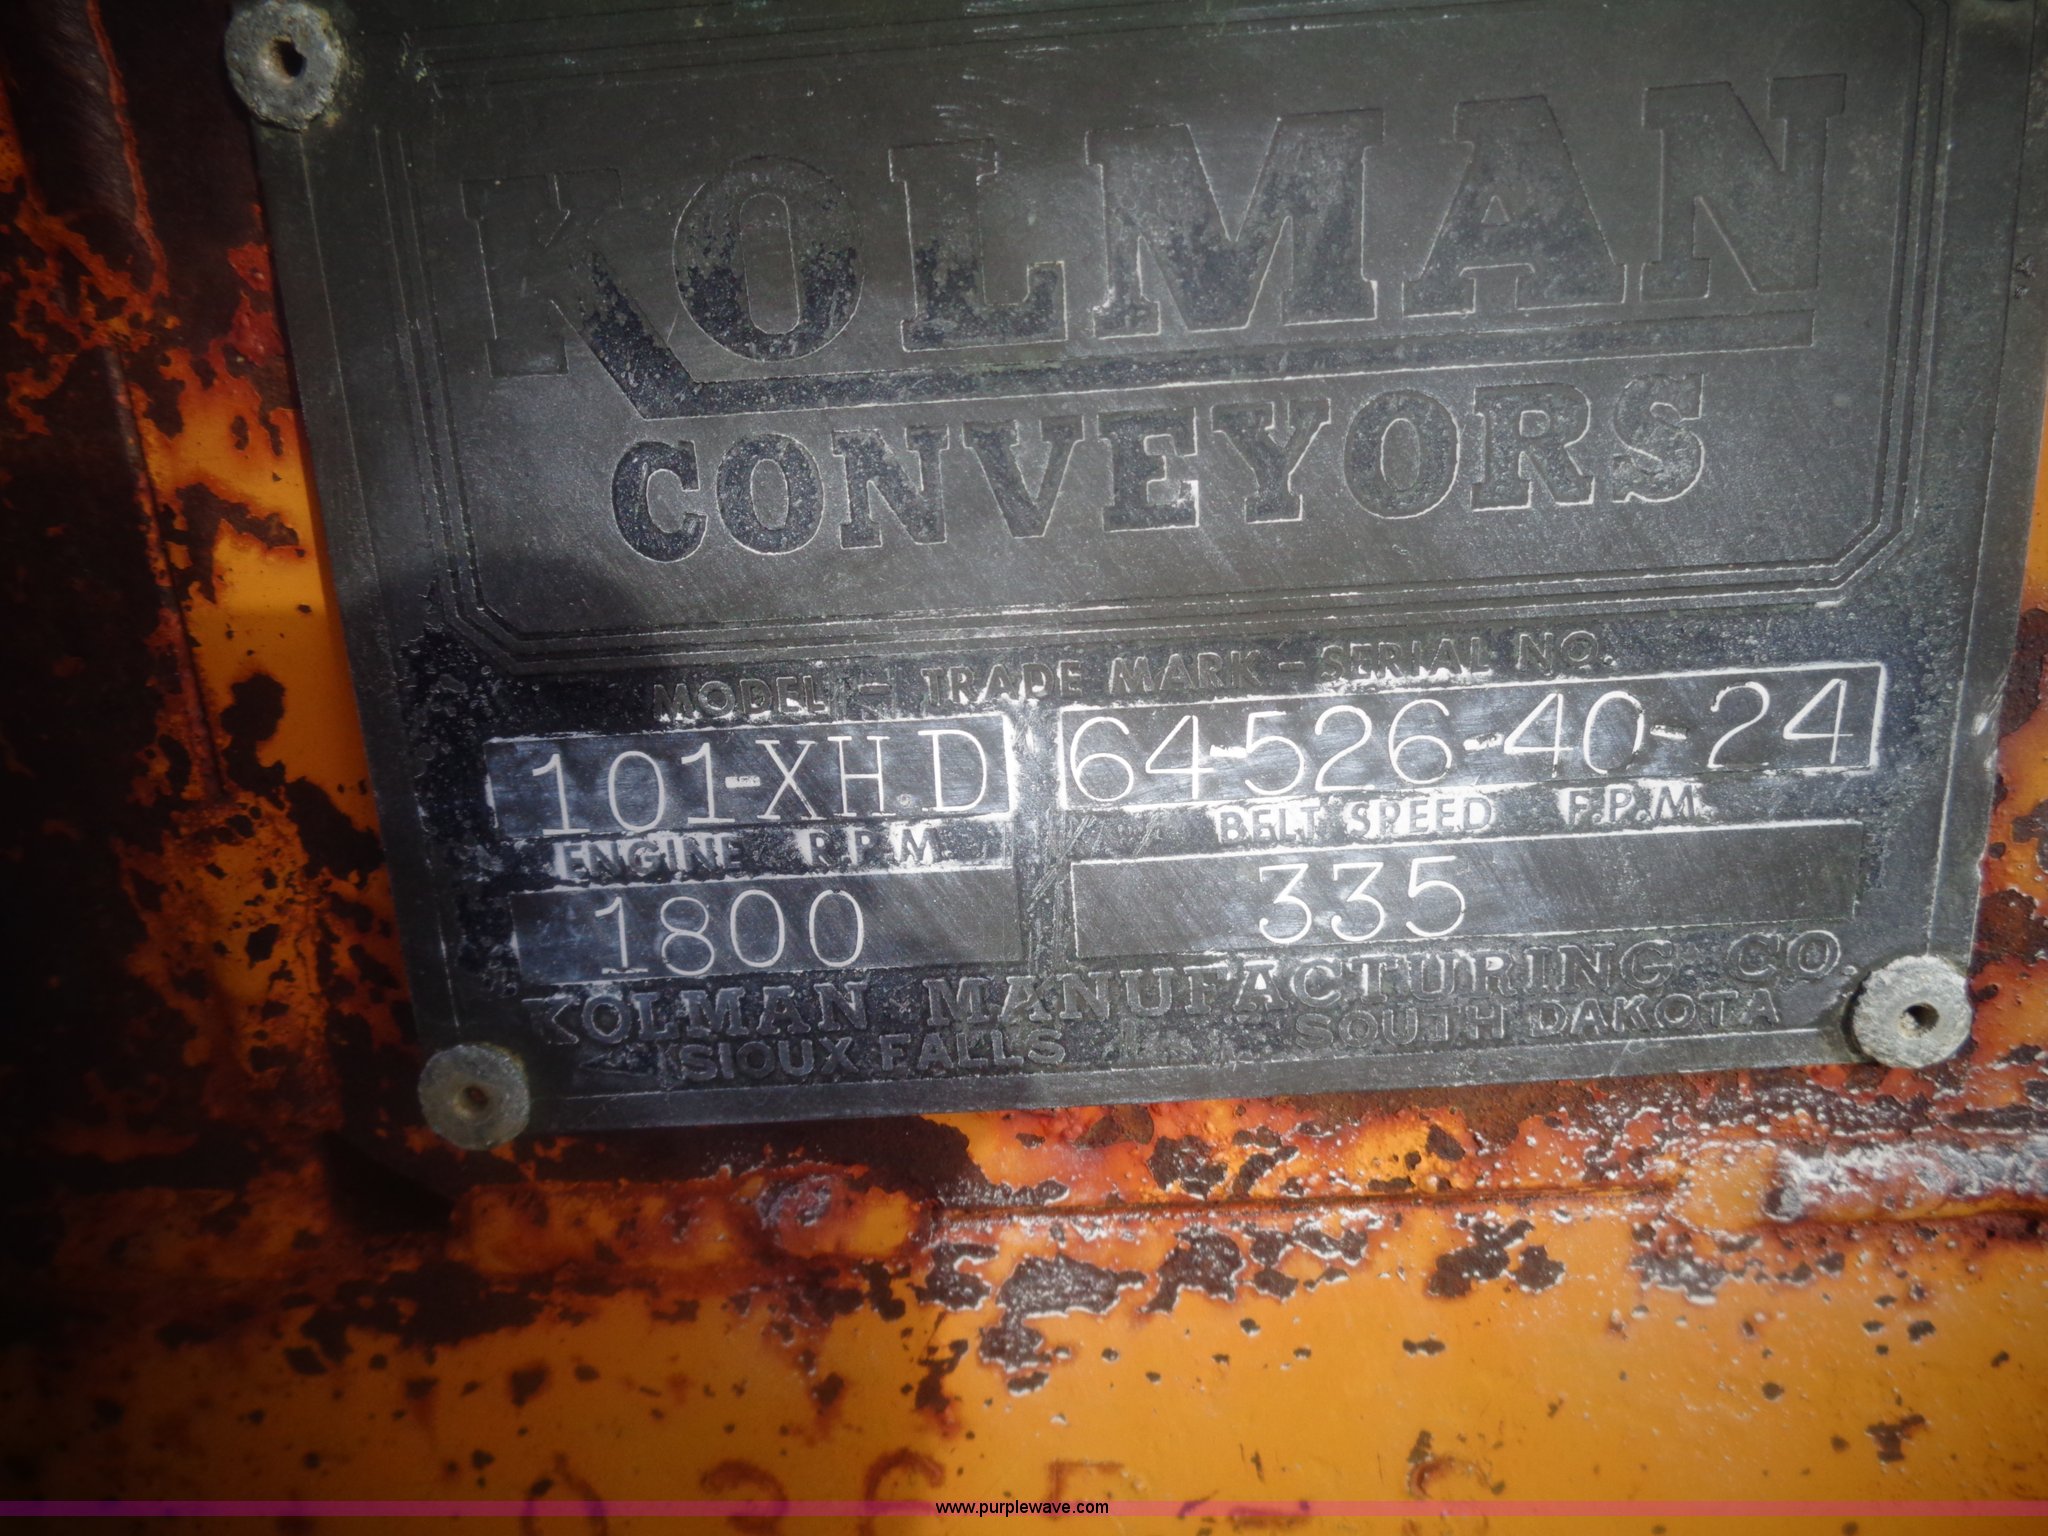 KOLMAN
CONVEYORS
MODEL - TRADE MARK - SERIAL NO.
101-XH.D 64-526-40-24
ENGINE R.P.M. BELT SPEED F.P.M.
1800 335
KOLMAN MANUFACTURING CO.
SIOUX FALLS SOUTH DAKOTA
www.purplewave.com